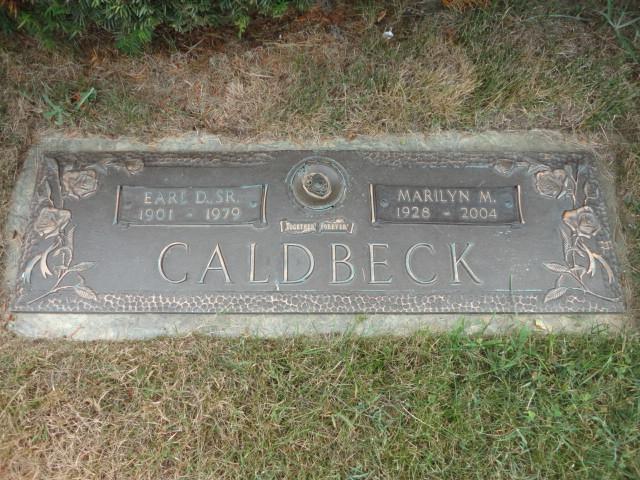 EARL D. SR.
1901 - 1979
MARILYN M.
1928 - 2004
TOGETHER FOREVER
CALDBECK